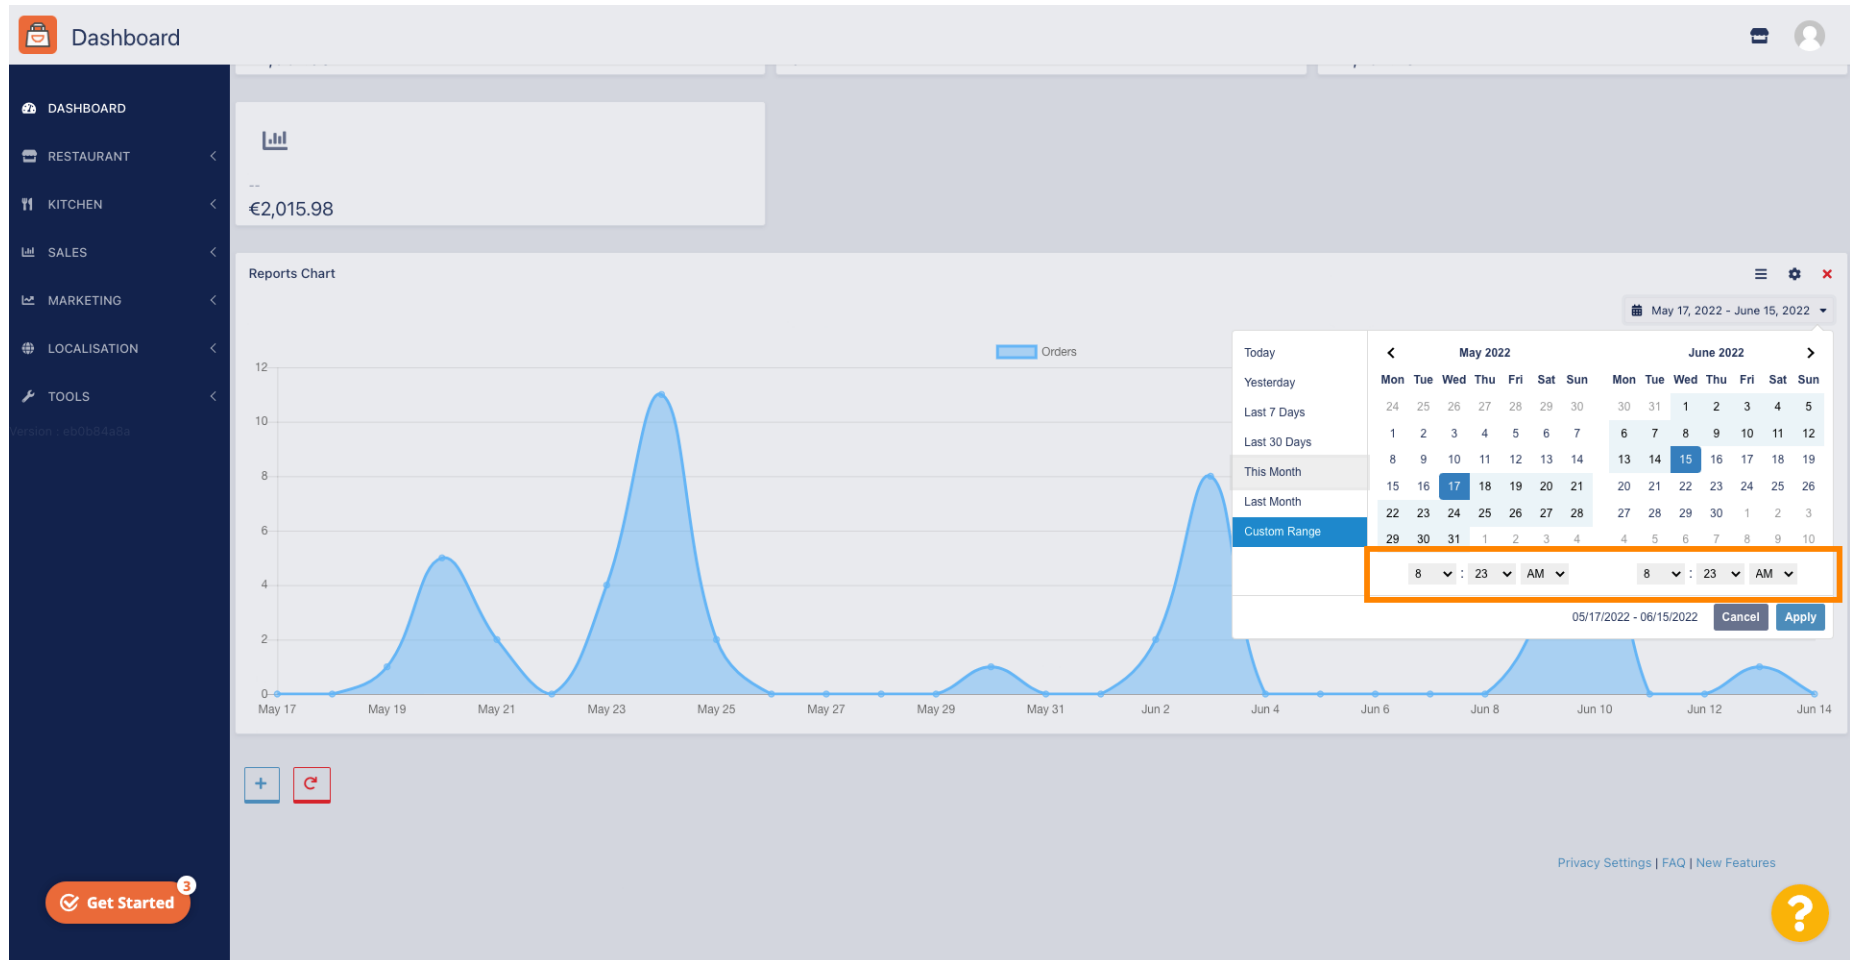 Dashboard
DASHBOARD
RESTAURANT
KITCHEN
SALES
MARKETING
LOCALISATION
TOOLS
Version : eb0b84a8a
3
Get Started
--
€2,015.98
Reports Chart
May 17, 2022 - June 15, 2022
Orders
12
10
8
6
4
2
0
May 17 May 19 May 21 May 23 May 25 May 27 May 29 May 31 Jun 2 Jun 4 Jun 6 Jun 8 Jun 10 Jun 12 Jun 14
Today
Yesterday
Last 7 Days
Last 30 Days
This Month
Last Month
Custom Range
May 2022
Mon Tue Wed Thu Fri Sat Sun
24 25 26 27 28 29 30
1 2 3 4 5 6 7
8 9 10 11 12 13 14
15 16 17 18 19 20 21
22 23 24 25 26 27 28
29 30 31 1 2 3 4
8 : 23 AM
June 2022
Mon Tue Wed Thu Fri Sat Sun
30 31 1 2 3 4 5
6 7 8 9 10 11 12
13 14 15 16 17 18 19
20 21 22 23 24 25 26
27 28 29 30 1 2 3
4 5 6 7 8 9 10
8 : 23 AM
05/17/2022 - 06/15/2022 Cancel Apply
+
Privacy Settings | FAQ | New Features
?